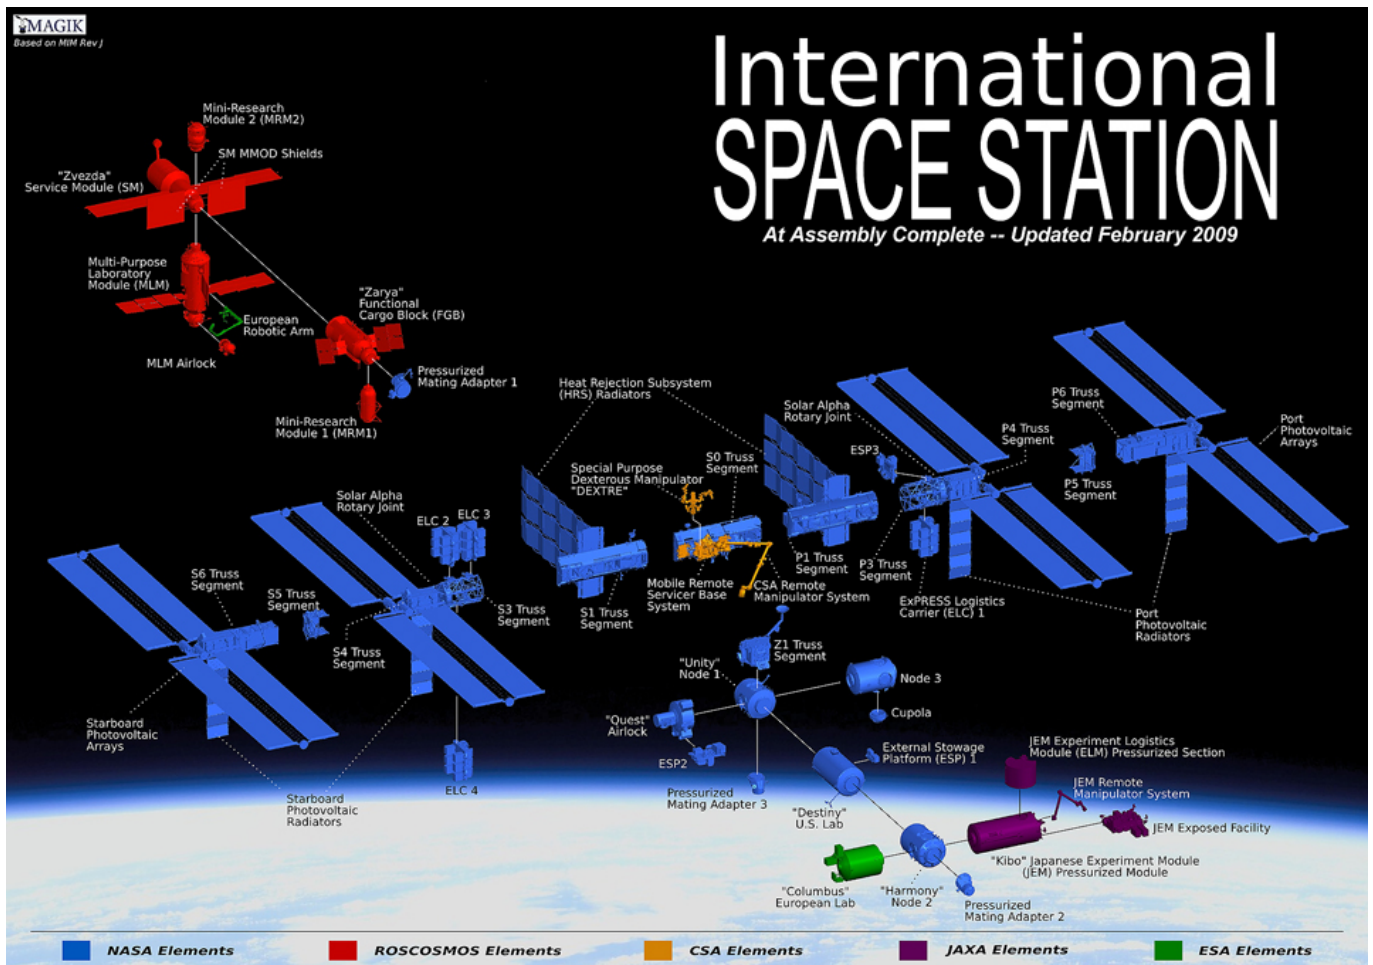 MAGIK
Based on MIM Rev J
International
SPACE STATION
At Assembly Complete -- Updated February 2009
Mini-Research
Module 2 (MRM2)
SM MMOD Shields
"Zvezda"
Service Module (SM)
Multi-Purpose
Laboratory
Module (MLM)
European
Robotic Arm
MLM Airlock
"Zarya"
Functional
Cargo Block (FGB)
Pressurized
Mating Adapter 1
Mini-Research
Module 1 (MRM1)
Heat Rejection Subsystem
(HRS) Radiators
Special Purpose
Dexterous Manipulator
"DEXTRE"
S0 Truss
Segment
Solar Alpha
Rotary Joint
ESP3
P4 Truss
Segment
P6 Truss
Segment
Port
Photovoltaic
Arrays
P5 Truss
Segment
Solar Alpha
Rotary Joint
ELC 2
ELC 3
P1 Truss
Segment
P3 Truss
Segment
Mobile Remote
Servicer Base
System
CSA Remote
Manipulator System
ExPRESS Logistics
Carrier (ELC) 1
Port
Photovoltaic
Radiators
S6 Truss
Segment
S5 Truss
Segment
S4 Truss
Segment
S3 Truss
Segment
S1 Truss
Segment
Z1 Truss
Segment
"Unity"
Node 1
Node 3
Cupola
"Quest"
Airlock
ESP2
Pressurized
Mating Adapter 3
External Stowage
Platform (ESP) 1
"Destiny"
U.S. Lab
Starboard
Photovoltaic
Arrays
Starboard
Photovoltaic
Radiators
ELC 4
JEM Experiment Logistics
Module (ELM) Pressurized Section
JEM Remote
Manipulator System
JEM Exposed Facility
"Kibo" Japanese Experiment Module
(JEM) Pressurized Module
"Columbus"
European Lab
"Harmony"
Node 2
Pressurized
Mating Adapter 2
NASA Elements
ROSCOSMOS Elements
CSA Elements
JAXA Elements
ESA Elements